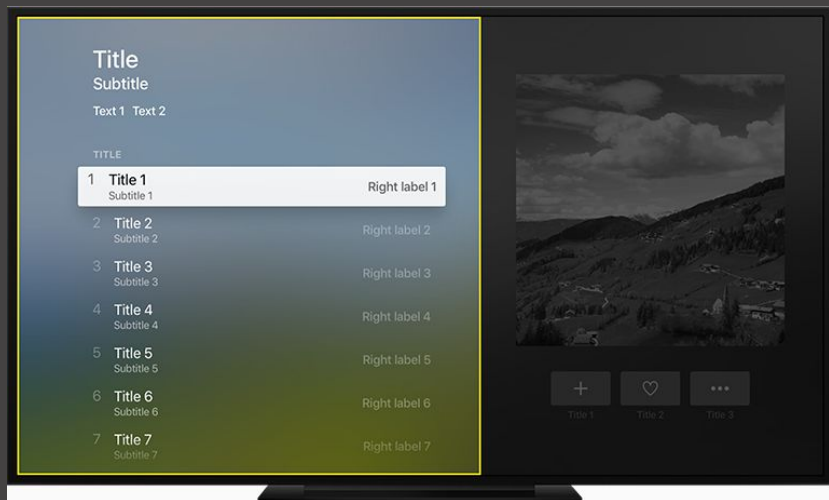 Title
Subtitle
Text 1 Text 2
TITLE
1 Title 1 Right label 1
Subtitle 1
2 Title 2 Right label 2
Subtitle 2
3 Title 3 Right label 3
Subtitle 3
4 Title 4 Right label 4
Subtitle 4
5 Title 5 Right label 5
Subtitle 5
6 Title 6 Right label 6
Subtitle 6
7 Title 7 Right label 7
Subtitle 7
Title 1 Title 2 Title 3